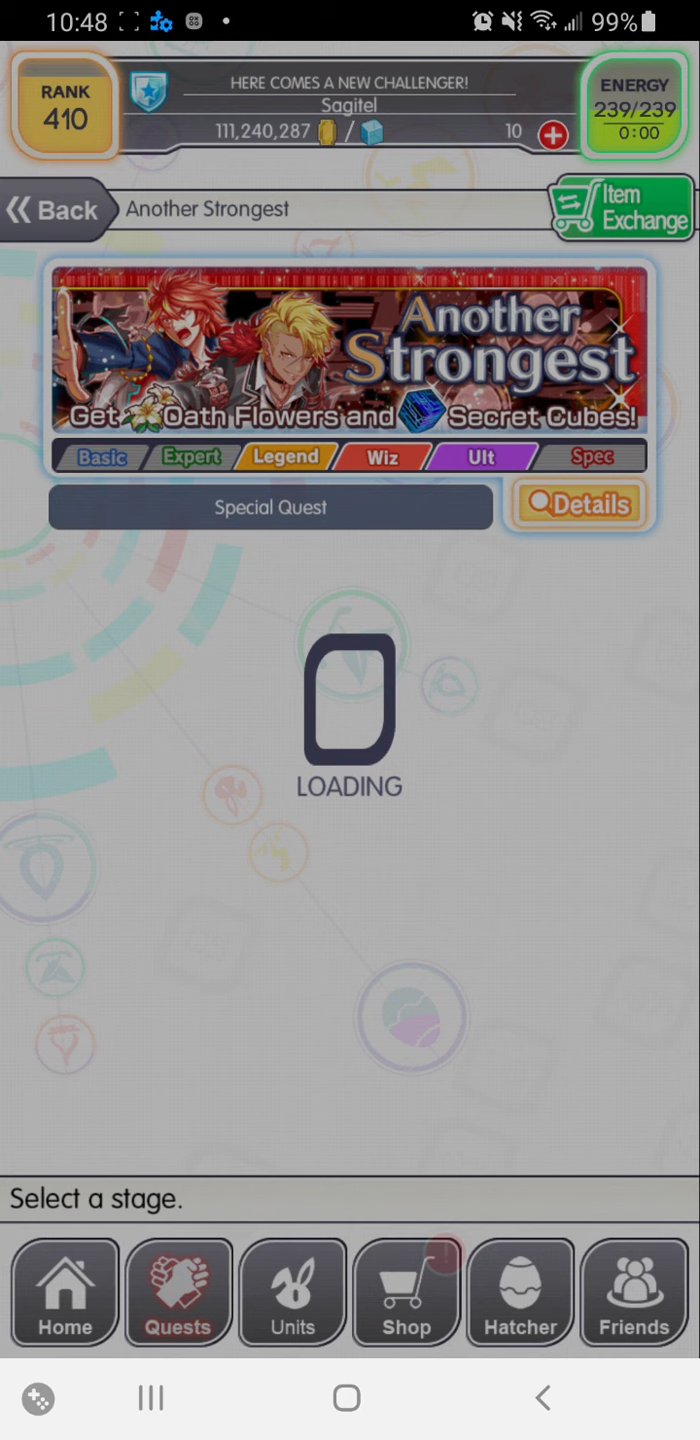 10:48 99%
RANK
410
HERE COMES A NEW CHALLENGER!
Sagitel
111,240,287 / 10
ENERGY
239/239
0:00
Back
Another Strongest
Item
Exchange
Another
Strongest
Get Oath Flowers and Secret Cubes!
Basic Expert Legend Wiz Ult Spec
Special Quest
Details
LOADING
Select a stage.
Home Quests Units Shop Hatcher Friends